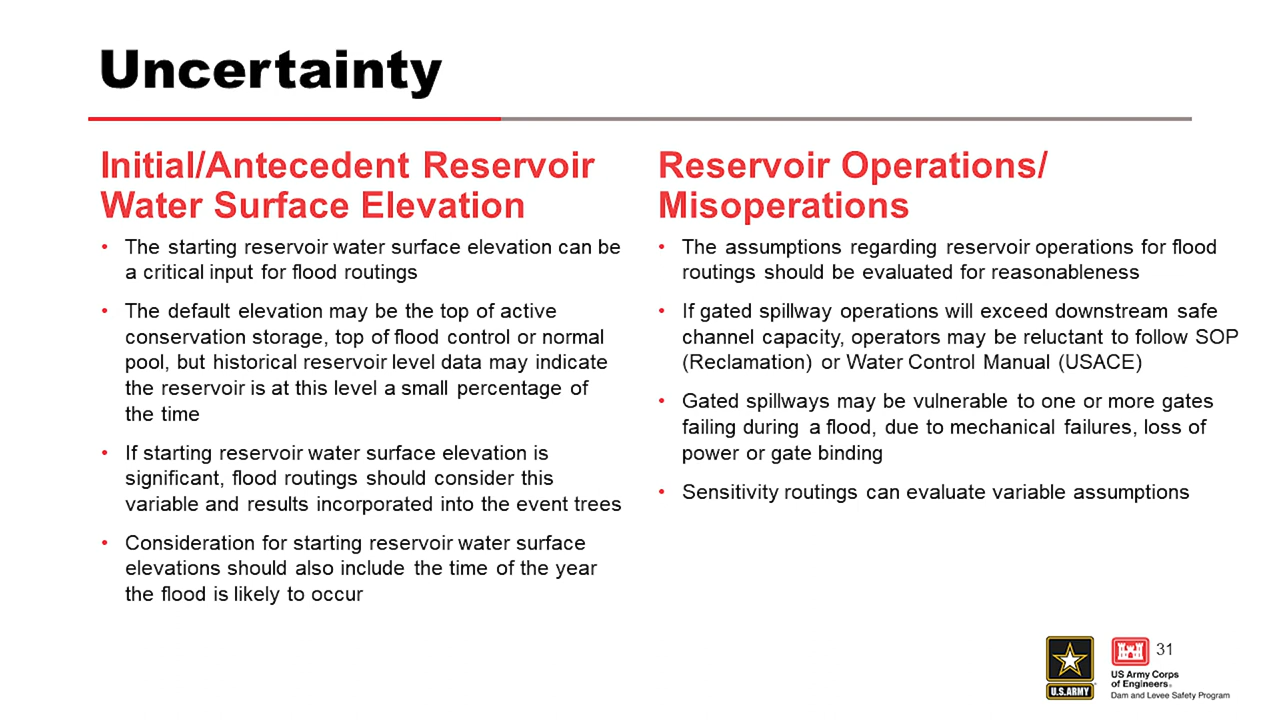 Uncertainty
Initial/Antecedent Reservoir
Water Surface Elevation
• The starting reservoir water surface elevation can be
a critical input for flood routings
• The default elevation may be the top of active
conservation storage, top of flood control or normal
pool, but historical reservoir level data may indicate
the reservoir is at this level a small percentage of
the time
• If starting reservoir water surface elevation is
significant, flood routings should consider this
variable and results incorporated into the event trees
• Consideration for starting reservoir water surface
elevations should also include the time of the year
the flood is likely to occur
Reservoir Operations/
Misoperations
• The assumptions regarding reservoir operations for flood
routings should be evaluated for reasonableness
• If gated spillway operations will exceed downstream safe
channel capacity, operators may be reluctant to follow SOP
(Reclamation) or Water Control Manual (USACE)
• Gated spillways may be vulnerable to one or more gates
failing during a flood, due to mechanical failures, loss of
power or gate binding
• Sensitivity routings can evaluate variable assumptions
U.S. ARMY
31
US Army Corps
of Engineers®
Dam and Levee Safety Program